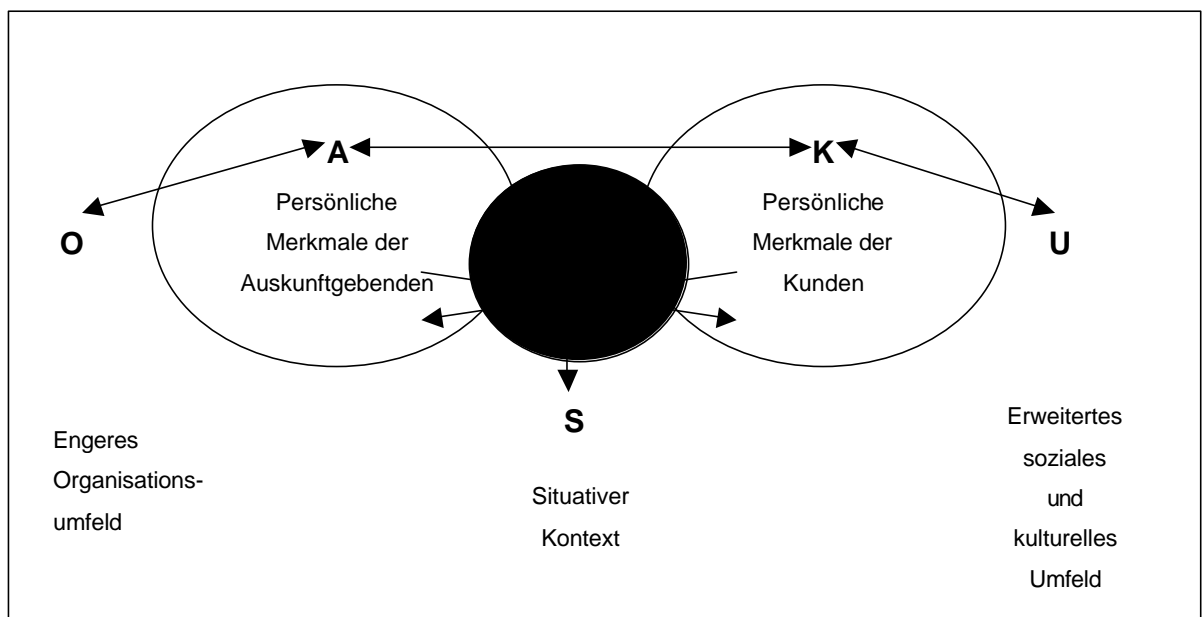 A
K
O
Persönliche
Merkmale der
Auskunftgebenden
Persönliche
Merkmale der
Kunden
U
S
Engeres
Organisations-
umfeld
Situativer
Kontext
Erweitertes
soziales
und
kulturelles
Umfeld